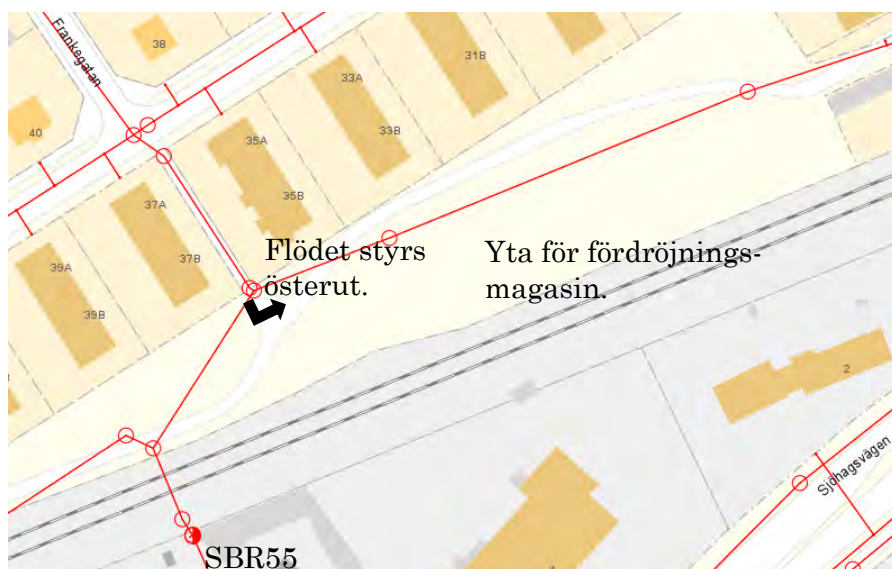 Frankegatan
38
31B
33A
33B
40
35A
35B
37A
37B
39A
39B
Flödet styrs
österut.
Yta för fördröjnings-
magasin.
2
Sjöhagsvägen
SBR55